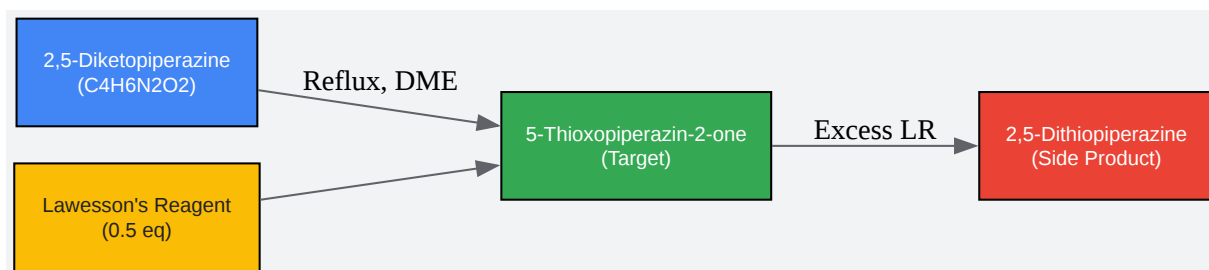 2,5-Diketopiperazine
(C4H6N2O2)
Reflux, DME
Lawesson's Reagent
(0.5 eq)
5-Thioxopiperazin-2-one
(Target)
Excess LR
2,5-Dithiopiperazine
(Side Product)